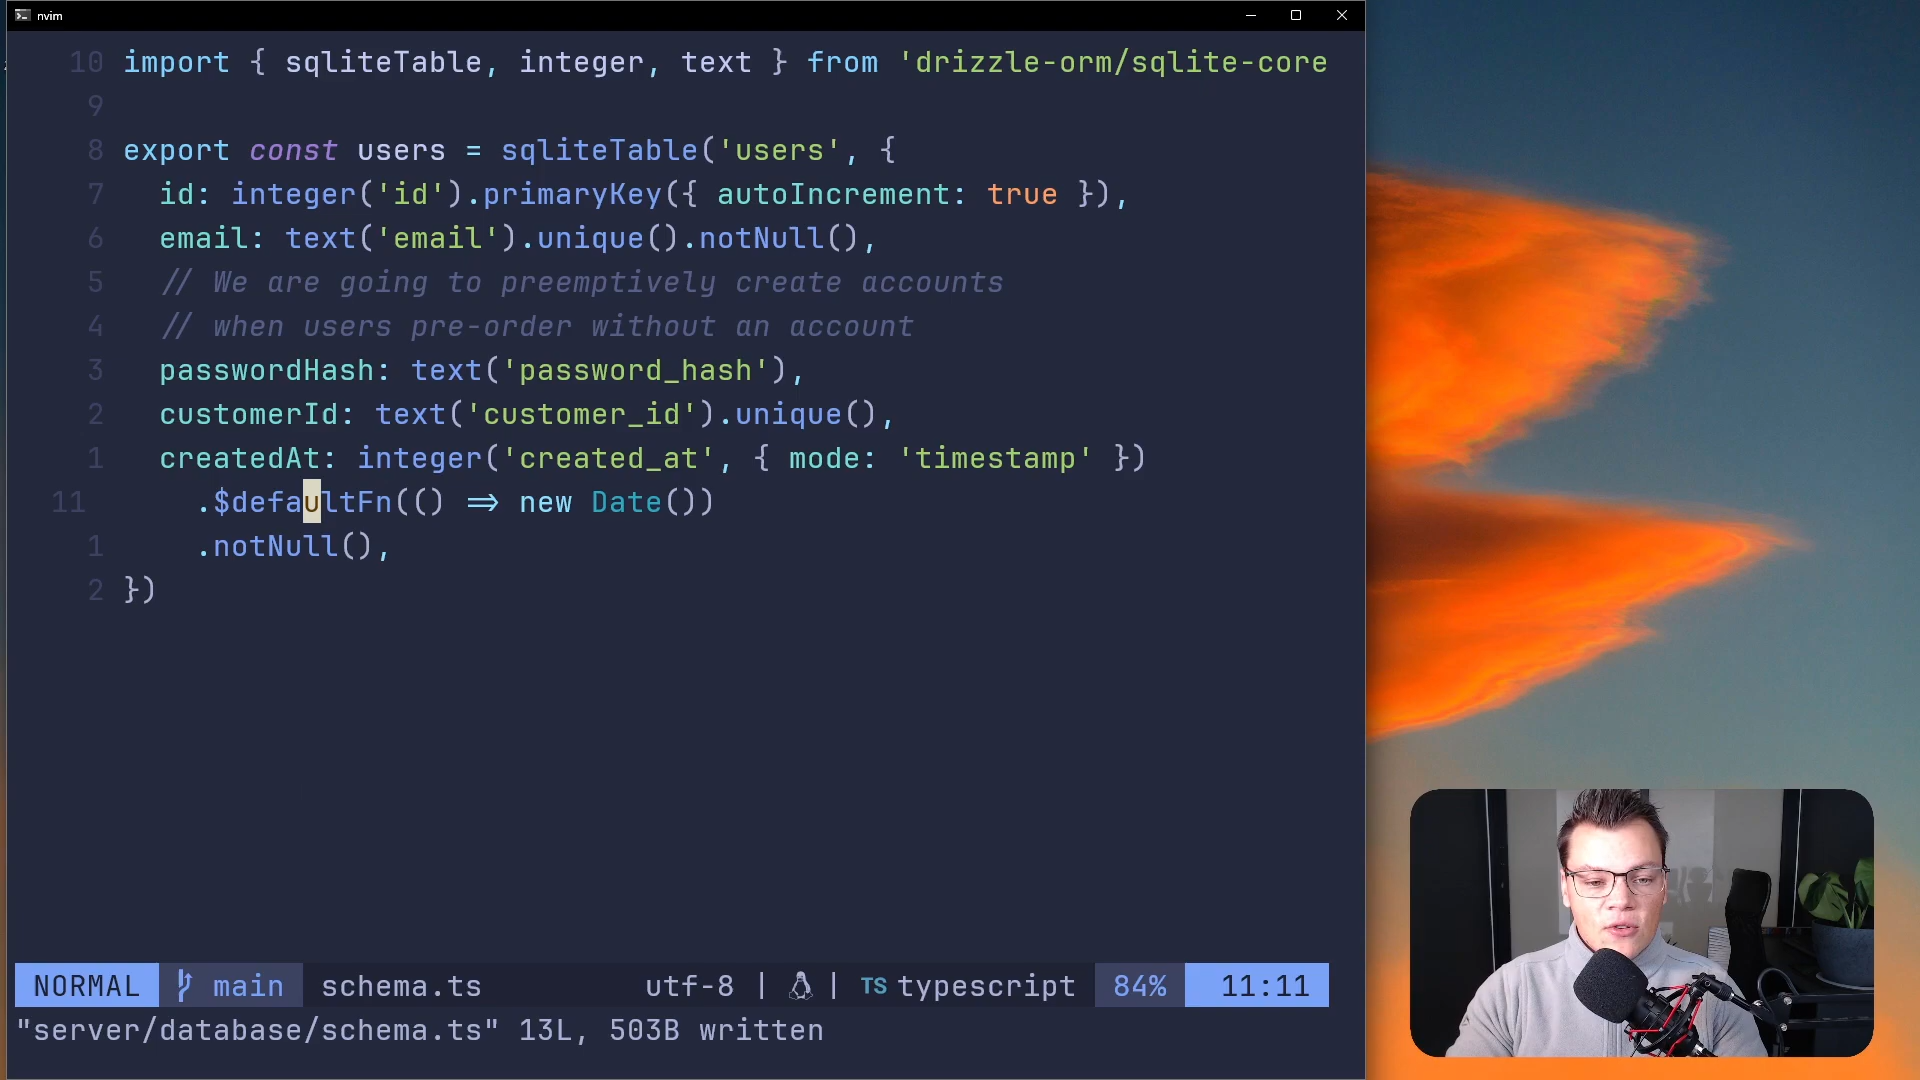 nvim
10 import { sqliteTable, integer, text } from 'drizzle-orm/sqlite-core
9
8 export const users = sqliteTable('users', {
7 id: integer('id').primaryKey({ autoIncrement: true }),
6 email: text('email').unique().notNull(),
5 // We are going to preemptively create accounts
4 // when users pre-order without an account
3 passwordHash: text('password_hash'),
2 customerId: text('customer_id').unique(),
1 createdAt: integer('created_at', { mode: 'timestamp' })
11 .$defaultFn(() => new Date())
1 .notNull(),
2 })
NORMAL main schema.ts utf-8 | | TS typescript 84% 11:11
"server/database/schema.ts" 13L, 503B written